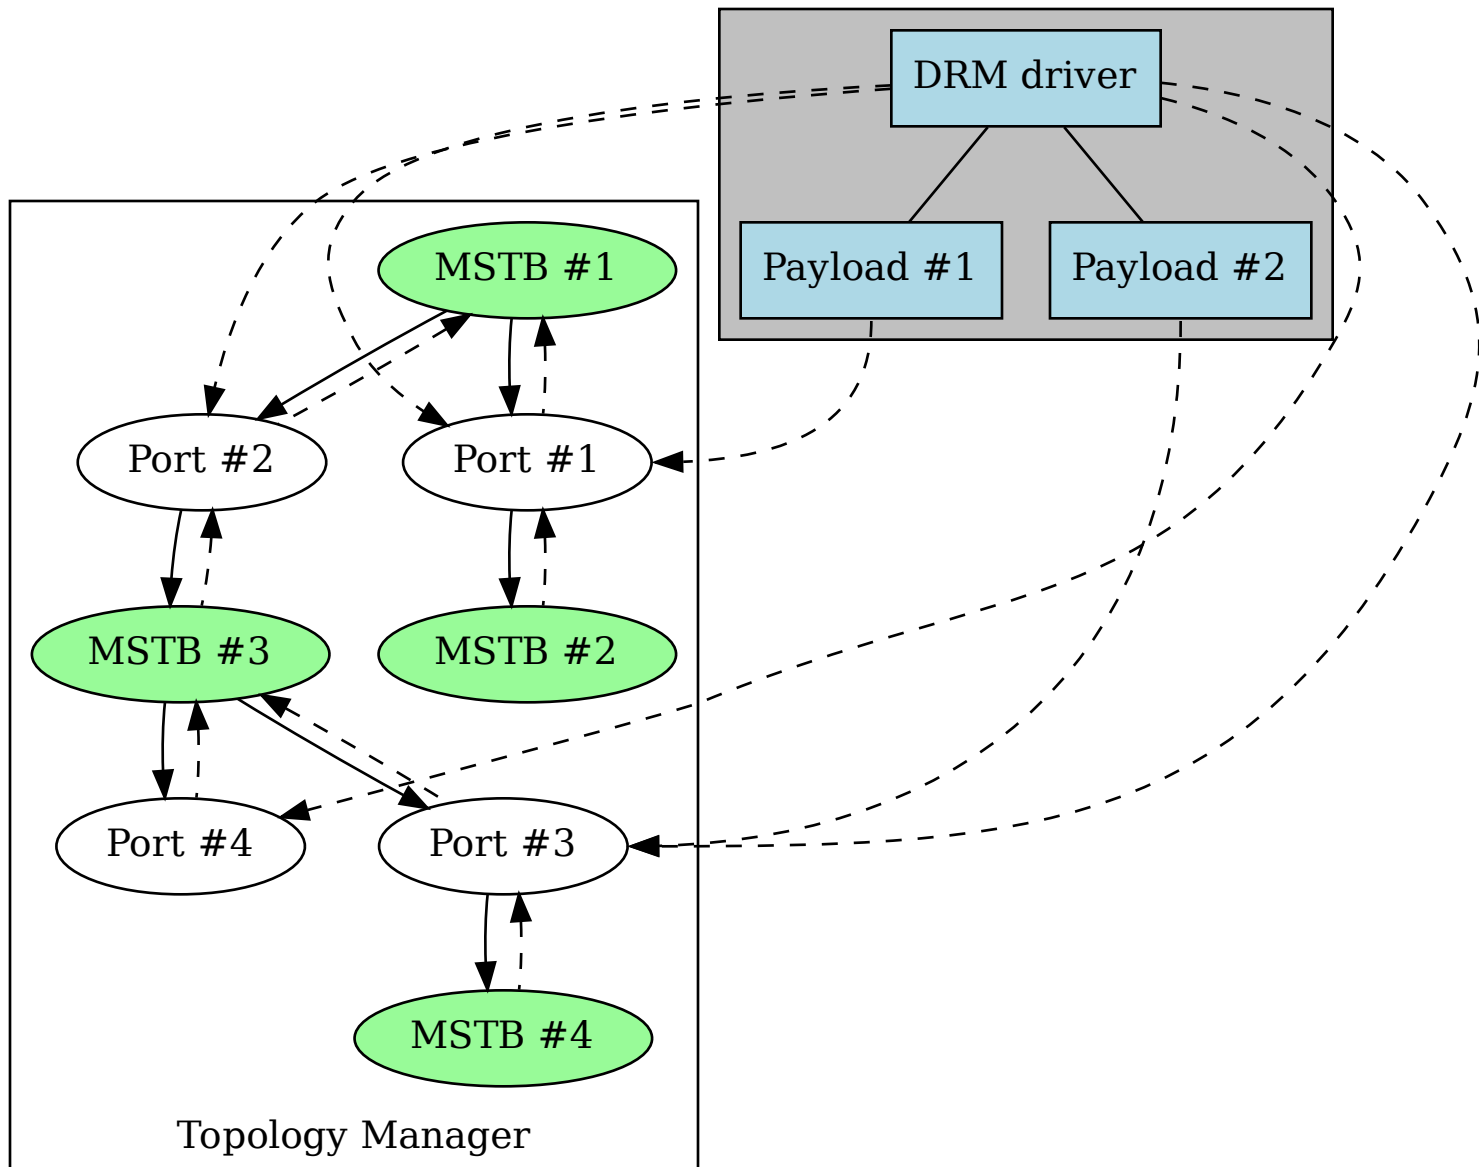 DRM driver
Payload #1
Payload #2
MSTB #1
Port #2
Port #1
MSTB #3
MSTB #2
Port #4
Port #3
MSTB #4
Topology Manager